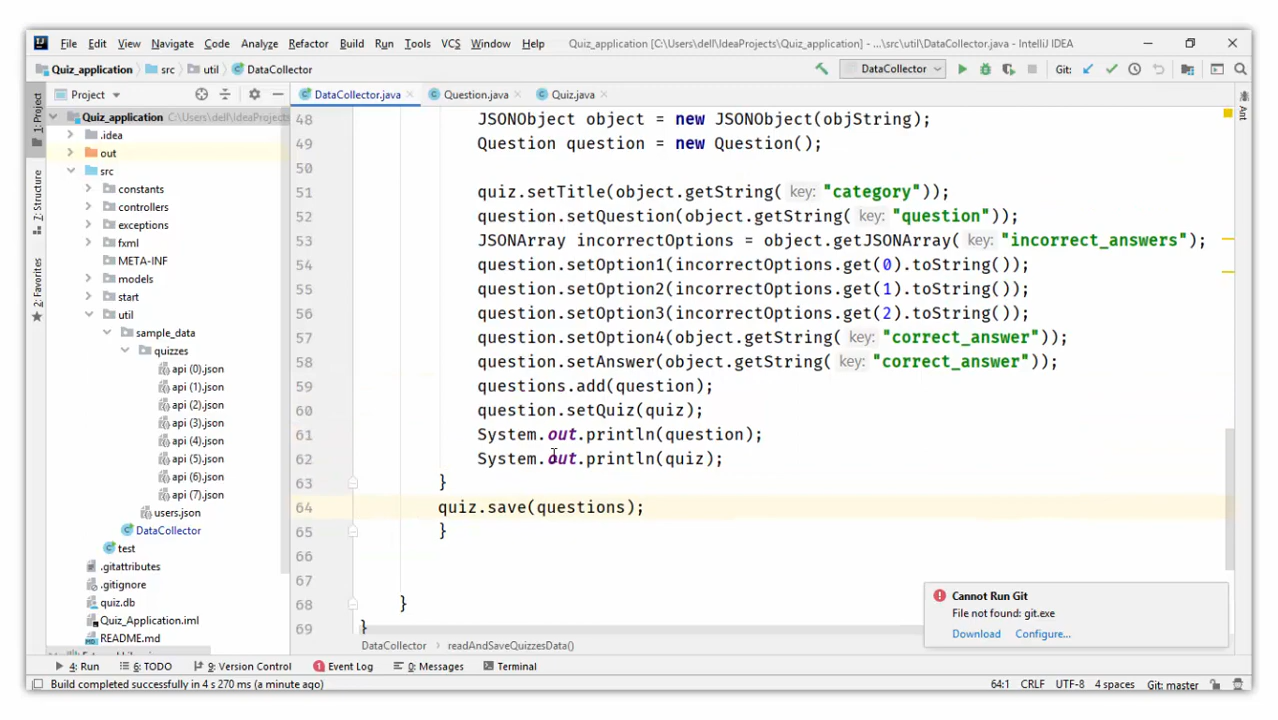 File Edit View Navigate Code Analyze Refactor Build Run Tools VCS Window Help Quiz_application [C:\Users\dell\IdeaProjects\Quiz_application] - ...\src\util\DataCollector.java - IntelliJ IDEA
Quiz_application src util DataCollector DataCollector Git:
Project DataCollector.java Question.java Quiz.java
1: Project
Z: Structure
2: Favorites
Ant
Quiz_application C:\Users\dell\IdeaProjects
.idea
out
src
constants
controllers
exceptions
fxml
META-INF
models
start
util
sample_data
quizzes
api (0).json
api (1).json
api (2).json
api (3).json
api (4).json
api (5).json
api (6).json
api (7).json
users.json
DataCollector
test
.gitattributes
.gitignore
quiz.db
Quiz_Application.iml
README.md
48 JSONObject object = new JSONObject(objString);
49 Question question = new Question();
50
51 quiz.setTitle(object.getString( key: "category"));
52 question.setQuestion(object.getString( key: "question"));
53 JSONArray incorrectOptions = object.getJSONArray( key: "incorrect_answers");
54 question.setOption1(incorrectOptions.get(0).toString());
55 question.setOption2(incorrectOptions.get(1).toString());
56 question.setOption3(incorrectOptions.get(2).toString());
57 question.setOption4(object.getString( key: "correct_answer"));
58 question.setAnswer(object.getString( key: "correct_answer"));
59 questions.add(question);
60 question.setQuiz(quiz);
61 System.out.println(question);
62 System.out.println(quiz);
63 }
64 quiz.save(questions);
65 }
66
67
68 }
69 }
Cannot Run Git
File not found: git.exe
Download Configure...
DataCollector readAndSaveQuizzesData()
4: Run 6: TODO 9: Version Control 1 Event Log 0: Messages Terminal
Build completed successfully in 4 s 270 ms (a minute ago) 64:1 CRLF UTF-8 4 spaces Git: master